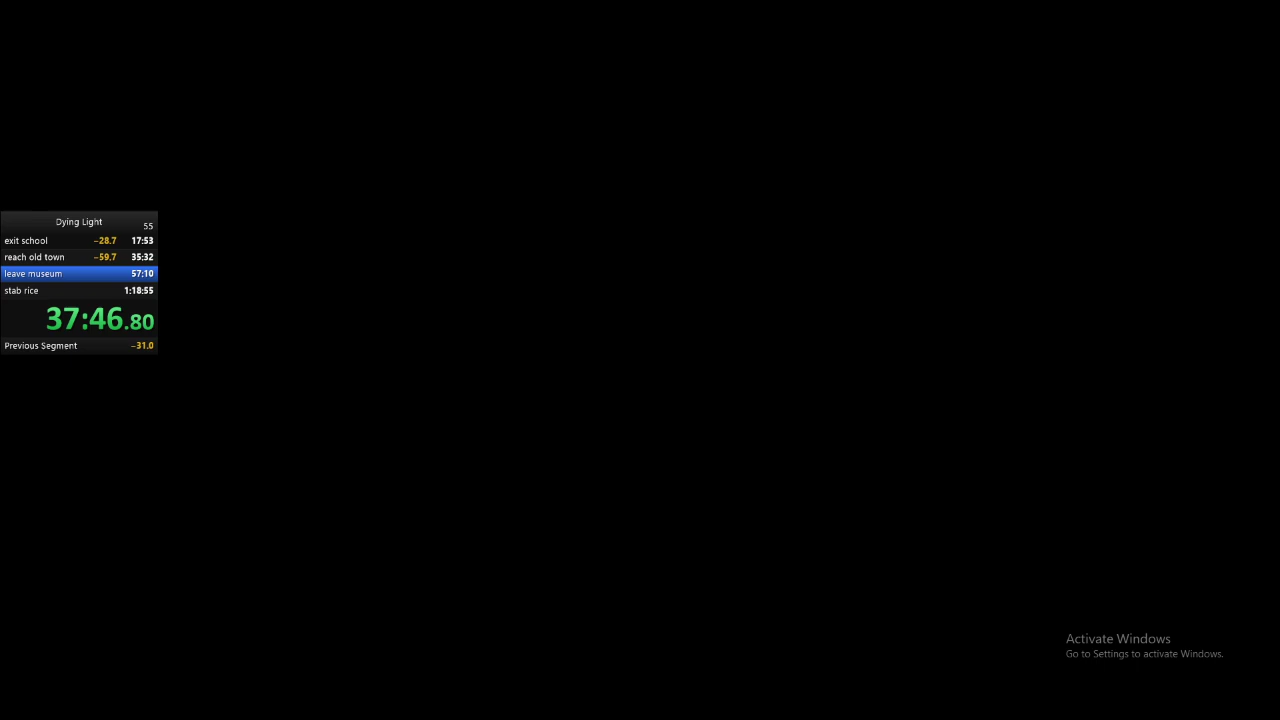 Dying Light
55
exit school −28.7 17:53
reach old town −59.7 35:32
leave museum 57:10
stab rice 1:18:55
37:46.80
Previous Segment −31.0
Activate Windows
Go to Settings to activate Windows.